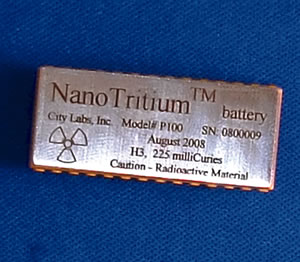 NanoTritium™ battery
City Labs, Inc. Model# P100 SN: 0800009
August 2008
H3, 225 milliCuries
Caution - Radioactive Material